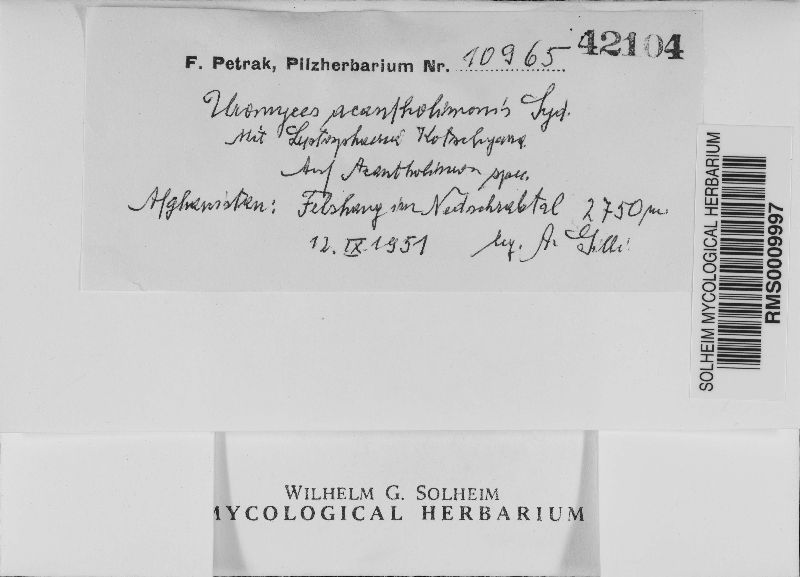 F. Petrak, Pilzherbarium Nr. 10965
42104
Uromyces acantholimonis Syd.
mit Leptosphaeria Kotschyana
Auf Acantholimon spec.
Afghanistan: Felshang im Nutschrabtal 2750 m.
12. IX 1951 leg. A. Gilli
SOLHEIM MYCOLOGICAL HERBARIUM
RMS0009997
WILHELM G. SOLHEIM
MYCOLOGICAL HERBARIUM